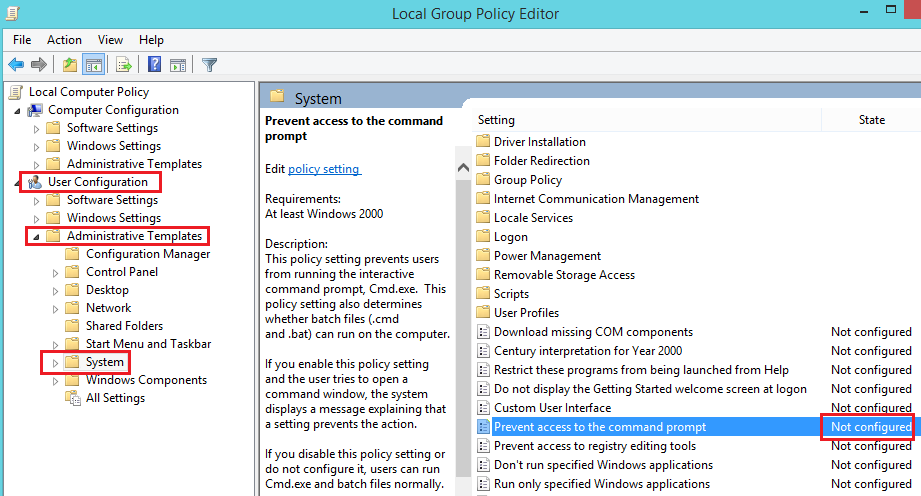 Local Group Policy Editor
File Action View Help
Local Computer Policy
Computer Configuration
Software Settings
Windows Settings
Administrative Templates
User Configuration
Software Settings
Windows Settings
Administrative Templates
Configuration Manager
Control Panel
Desktop
Network
Shared Folders
Start Menu and Taskbar
System
Windows Components
All Settings
System
Prevent access to the command
prompt
Edit policy setting
Requirements:
At least Windows 2000
Description:
This policy setting prevents users
from running the interactive
command prompt, Cmd.exe. This
policy setting also determines
whether batch files (.cmd
and .bat) can run on the computer.
If you enable this policy setting
and the user tries to open a
command window, the system
displays a message explaining that
a setting prevents the action.
If you disable this policy setting or
do not configure it, users can run
Cmd.exe and batch files normally.
Setting State
Driver Installation
Folder Redirection
Group Policy
Internet Communication Management
Locale Services
Logon
Power Management
Removable Storage Access
Scripts
User Profiles
Download missing COM components Not configured
Century interpretation for Year 2000 Not configured
Restrict these programs from being launched from Help Not configured
Do not display the Getting Started welcome screen at logon Not configured
Custom User Interface Not configured
Prevent access to the command prompt Not configured
Prevent access to registry editing tools Not configured
Don't run specified Windows applications Not configured
Run only specified Windows applications Not configured